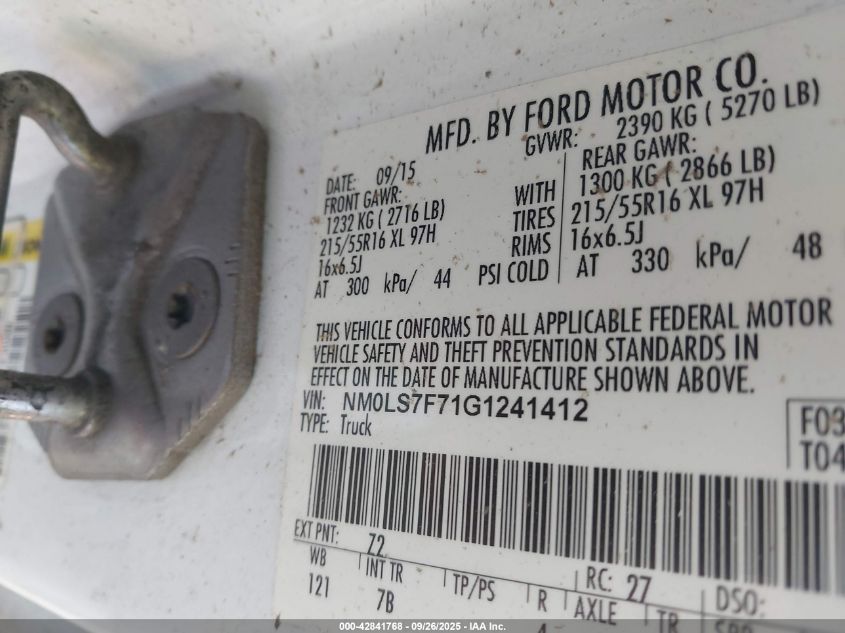 MFD. BY FORD MOTOR CO.
DATE: 09/15 GVWR: 2390 KG ( 5270 LB)
FRONT GAWR: REAR GAWR:
1232 KG ( 2716 LB) WITH 1300 KG ( 2866 LB)
215/55R16 XL 97H TIRES 215/55R16 XL 97H
16x6.5J RIMS 16x6.5J
AT 300 kPa/ 44 PSI COLD AT 330 kPa/ 48
THIS VEHICLE CONFORMS TO ALL APPLICABLE FEDERAL MOTOR
VEHICLE SAFETY AND THEFT PREVENTION STANDARDS IN
EFFECT ON THE DATE OF MANUFACTURE SHOWN ABOVE.
VIN: NM0LS7F71G1241412
TYPE: Truck
F03
T04
EXT PNT: Z2 RC: 27 DSO:
WB INT TR TP/PS R AXLE TR
121 7B
000-42841768 - 09/26/2025 - IAA Inc.